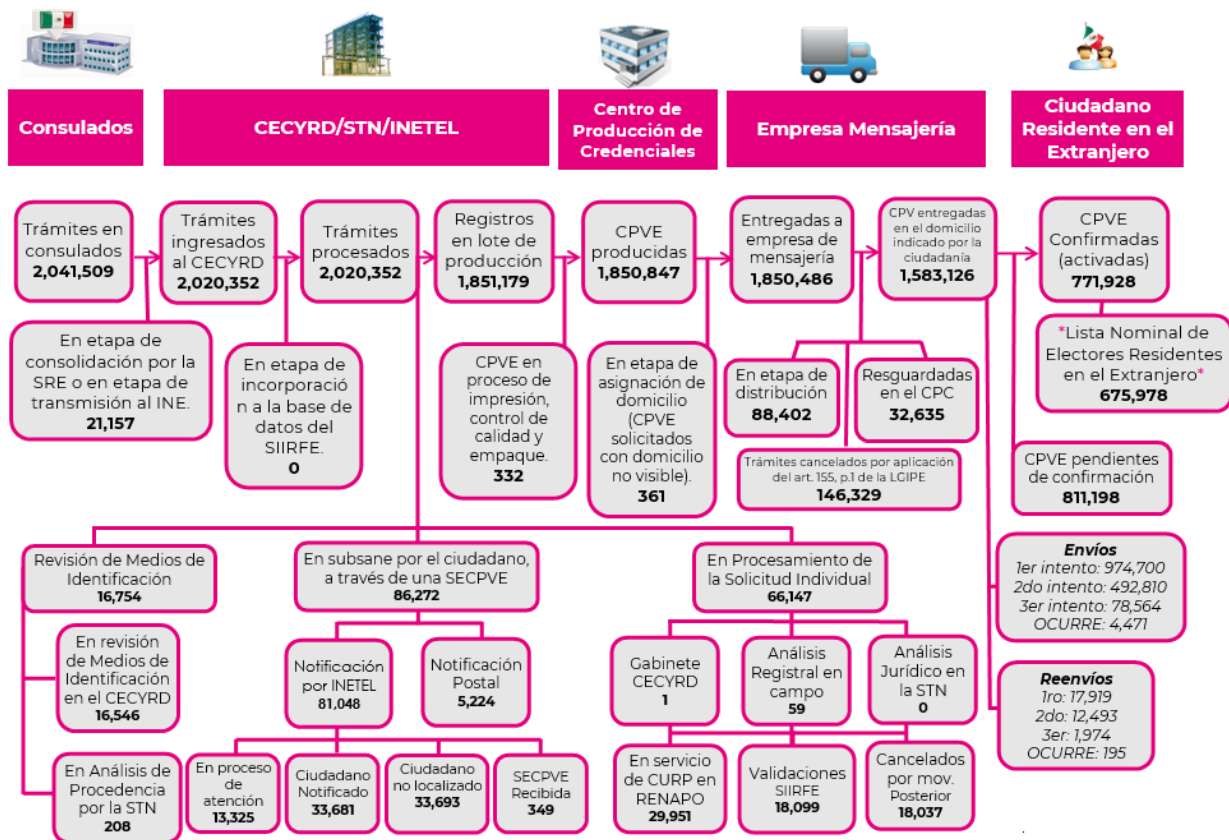 Consulados
CECYRD/STN/INETEL
Centro de
Producción de
Credenciales
Empresa Mensajería
Ciudadano
Residente en el
Extranjero
Trámites en
consulados
2,041,509
Trámites
ingresados
al CECYRD
2,020,352
Trámites
procesados
2,020,352
Registros
en lote de
producción
1,851,179
CPVE
producidas
1,850,847
Entregadas a
empresa de
mensajería
1,850,486
CPV entregadas
en el domicilio
indicado por la
ciudadanía
1,583,126
CPVE
Confirmadas
(activadas)
771,928
En etapa de
consolidación por la
SRE o en etapa de
transmisión al INE.
21,157
En etapa de
incorporació
n a la base de
datos del
SIIRFE.
0
CPVE en
proceso de
impresión,
control de
calidad y
empaque.
332
En etapa de
asignación de
domicilio
(CPVE
solicitados
con domicilio
no visible).
361
En etapa de
distribución
88,402
Resguardadas
en el CPC
32,635
Trámites cancelados por aplicación
del art. 155, p.1 de la LGIPE
146,329
*Lista Nominal de
Electores Residentes
en el Extranjero*
675,978
CPVE pendientes
de confirmación
811,198
Revisión de Medios de
Identificación
16,754
En subsane por el ciudadano,
a través de una SECPVE
86,272
En Procesamiento de
la Solicitud Individual
66,147
Envíos
1er intento: 974,700
2do intento: 492,810
3er intento: 78,564
OCURRE: 4,471
En revisión
de Medios de
Identificación
en el CECYRD
16,546
Notificación
por INETEL
81,048
Notificación
Postal
5,224
Gabinete
CECYRD
1
Análisis
Registral en
campo
59
Análisis
Jurídico en
la STN
0
Reenvíos
1ro: 17,919
2do: 12,493
3er: 1,974
OCURRE: 195
En Análisis de
Procedencia
por la STN
208
En proceso
de
atención
13,325
Ciudadano
Notificado
33,681
Ciudadano
no localizado
33,693
SECPVE
Recibida
349
En servicio
de CURP en
RENAPO
29,951
Validaciones
SIIRFE
18,099
Cancelados
por mov.
Posterior
18,037